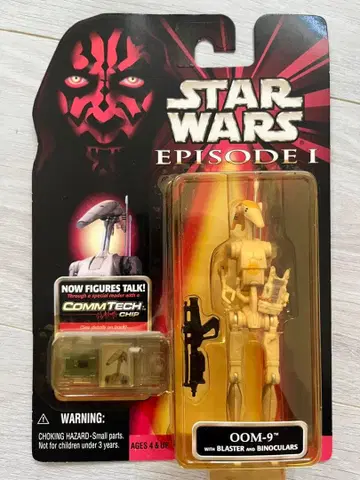 STAR
WARS
EPISODE I
NOW FIGURES TALK!
Through a special reader with a
COMMTECH
CHIP
WARNING:
CHOKING HAZARD-Small parts.
Not for children under 3 years.
AGES 4 & UP
OOM-9™
WITH BLASTER AND BINOCULARS